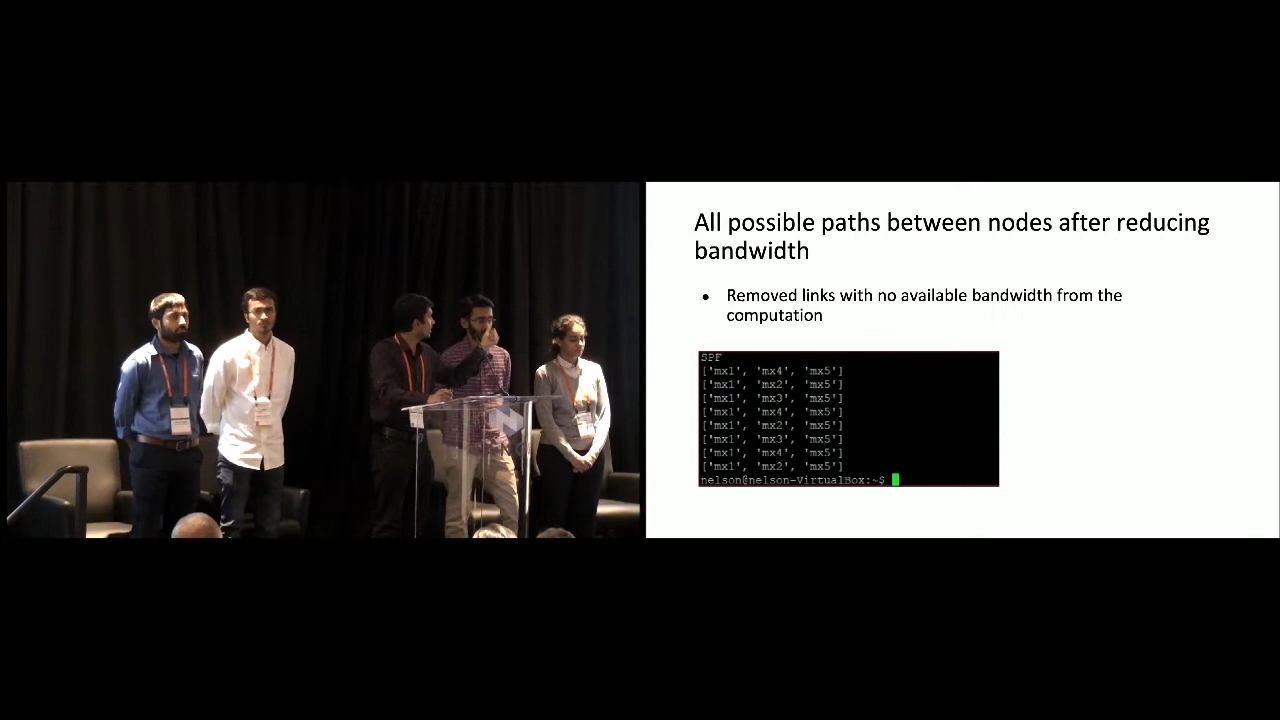 All possible paths between nodes after reducing
bandwidth
• Removed links with no available bandwidth from the
computation
SPF
['mx1', 'mx4', 'mx5']
['mx1', 'mx2', 'mx5']
['mx1', 'mx3', 'mx5']
['mx1', 'mx4', 'mx5']
['mx1', 'mx2', 'mx5']
['mx1', 'mx3', 'mx5']
['mx1', 'mx4', 'mx5']
['mx1', 'mx2', 'mx5']
nelson@nelson-VirtualBox:~$